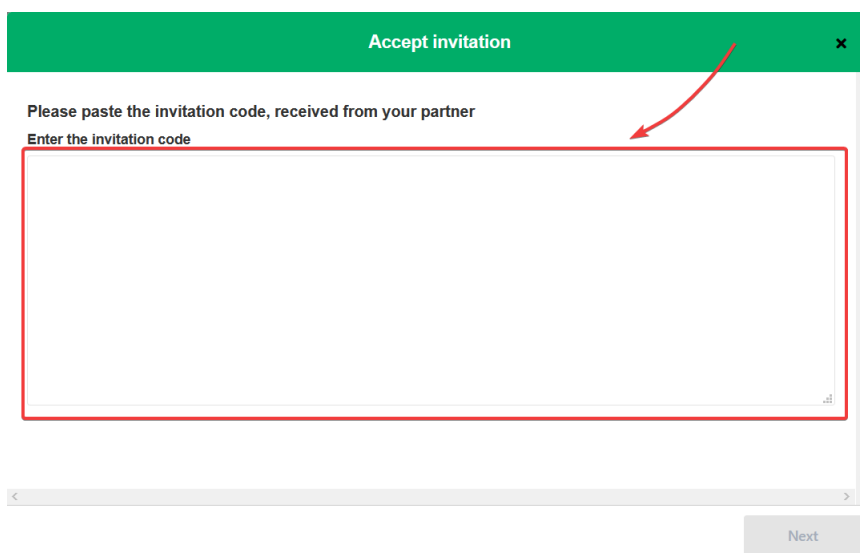 Accept invitation
Please paste the invitation code, received from your partner
Enter the invitation code
Next